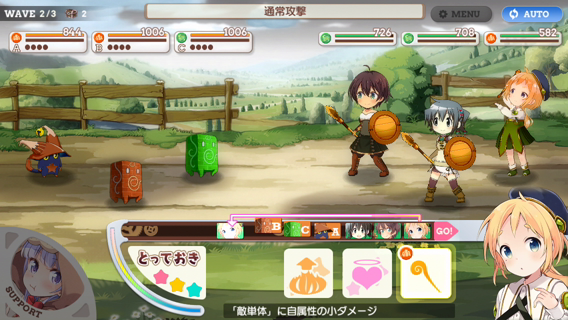 WAVE 2/3 2
通常攻撃
MENU
AUTO
844 1006 1006 726 708 582
A B C
B C A GO!
とっておき
SUPPORT
「敵単体」に自属性の小ダメージ